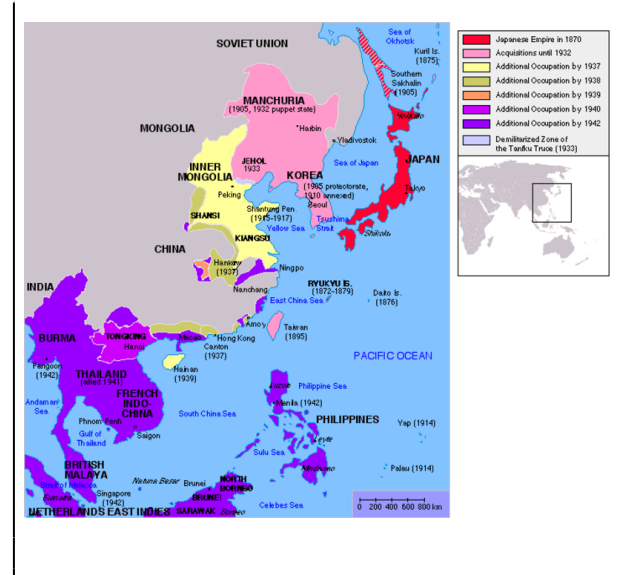 Sea of
Okhotsk
SOVIET UNION
Kuril Is.
(1875)
Southern
Sakhalin
(1905)
MANCHURIA
(1905, 1932 puppet state)
Harbin
Hokkaido
MONGOLIA
Vladivostok
INNER
MONGOLIA
JEHOL
1933
Sea of Japan
JAPAN
KOREA
(1905 protectorate,
1910 annexed)
Peking
Seoul
Tokyo
SHANSI
Shantung Pen.
(1915-1917)
Tsushima
Strait
Yellow Sea
Shikoku
KIANGSU
CHINA
Hankow
(1937)
Ningpo
INDIA
Nanchang
RYUKYU IS.
(1872-1879)
Daito Is.
(1876)
East China Sea
Amoy
Taiwan
(1895)
BURMA
TONGKING
Hanoi
Macao
Hong Kong
Canton
(1937)
PACIFIC OCEAN
Rangoon
(1942)
THAILAND
(allied 1941)
Hainan
(1939)
Luzon
Philippine Sea
Andaman
Sea
FRENCH
INDO-
CHINA
Manila (1942)
South China Sea
PHILIPPINES
Yap (1914)
Phnom Penh
Gulf of
Thailand
Saigon
Leyte
Sulu Sea
BRITISH
MALAYA
Mindanao
Palau (1914)
Strait of Malacca
Natuna Besar
Brunei
NORTH
BORNEO
Sumatra
Singapore
(1942)
BRUNEI
Celebes Sea
NETHERLANDS EAST INDIES
SARAWAK
Borneo
0 200 400 600 800 km
Japanese Empire in 1870
Acquisitions until 1932
Additional Occupation by 1937
Additional Occupation by 1938
Additional Occupation by 1939
Additional Occupation by 1940
Additional Occupation by 1942
Demilitarized Zone of
the Tanku Truce (1933)